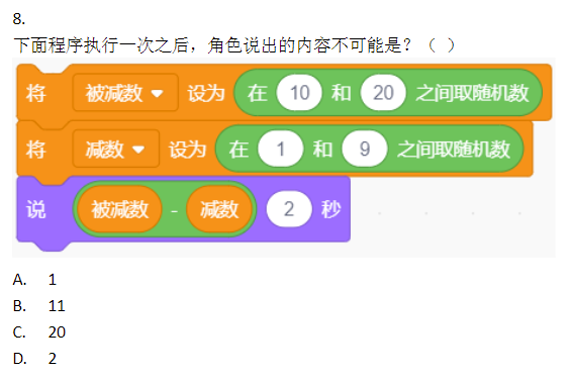 8.
下面程序执行一次之后，角色说出的内容不可能是？（ ）
将 被减数 设为 在 10 和 20 之间取随机数
将 减数 设为 在 1 和 9 之间取随机数
说 被减数 - 减数 2 秒
A. 1
B. 11
C. 20
D. 2